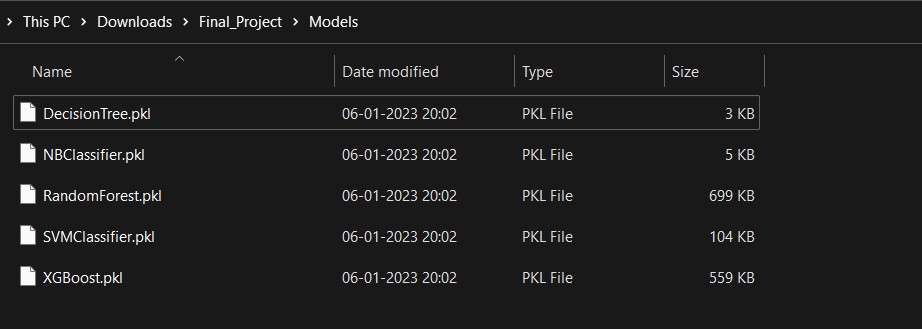 This PC Downloads Final_Project Models
Name Date modified Type Size
DecisionTree.pkl 06-01-2023 20:02 PKL File 3 KB
NBClassifier.pkl 06-01-2023 20:02 PKL File 5 KB
RandomForest.pkl 06-01-2023 20:02 PKL File 699 KB
SVMClassifier.pkl 06-01-2023 20:02 PKL File 104 KB
XGBoost.pkl 06-01-2023 20:02 PKL File 559 KB